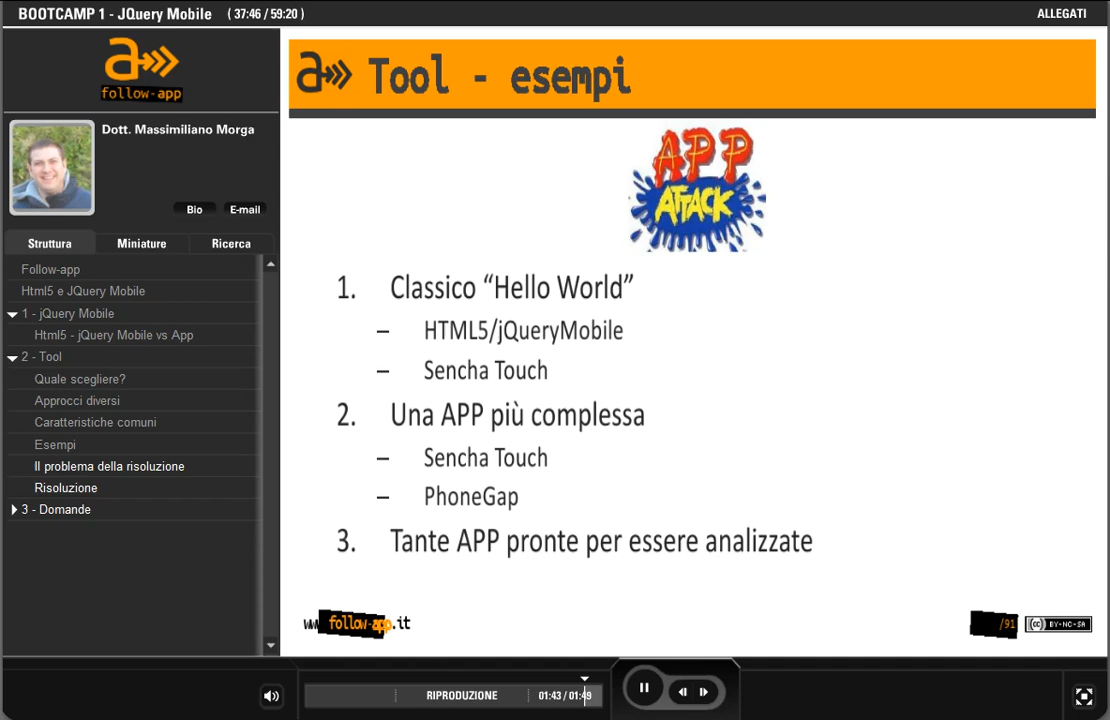 BOOTCAMP 1 - JQuery Mobile ( 37:46 / 59:20 )
ALLEGATI
a
follow-app
Dott. Massimiliano Morga
Bio
E-mail
Struttura
Miniature
Ricerca
Follow-app
Html5 e JQuery Mobile
1 - jQuery Mobile
Html5 - jQuery Mobile vs App
2 - Tool
Quale scegliere?
Approcci diversi
Caratteristiche comuni
Esempi
Il problema della risoluzione
Risoluzione
3 - Domande
a Tool - esempi
APP
ATTACK
1. Classico “Hello World”
– HTML5/jQueryMobile
– Sencha Touch
2. Una APP più complessa
– Sencha Touch
– PhoneGap
3. Tante APP pronte per essere analizzate
www.follow-app.it
/91
cc BY-NC-SA
RIPRODUZIONE
01:43 / 01:49